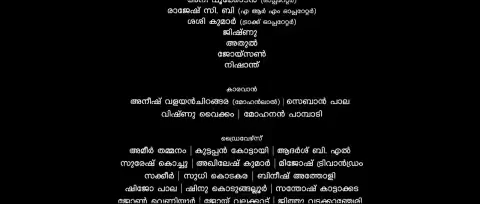 രാജേഷ് സി. ബി (എ ആർ എം ഓപ്പറേറ്റർ)
ശശി കുമാർ (ട്രാക്ക് ഓപ്പറേറ്റർ)
ജിഷ്ണു
അതുൽ
ജോയ്സൺ
നിഷാന്ത്
കാരവാൻ
അനീഷ് വളയൻചിറങ്ങര (മോഹൻലാല്‍) | സെബാൻ പാല
വിഷ്ണു വൈക്കം | മോഹനൻ പാമ്പാടി
ഡ്രൈവേഴ്സ്
അമീർ തമ്മനം | കുട്ടപ്പൻ കോട്ടായി | ആദർശ് ബി. എൽ
സുരേഷ് കൊച്ചു | അഖിലേഷ് കുമാർ | മിജോഷ് ട്രിവാൻഡ്രം
സക്കീർ | സുധി കൊടകര | ബിനീഷ് അത്തോളി
ഷിജോ പാല | ഷിനു കൊടുങ്ങല്ലൂർ | സന്തോഷ് കാട്ടാക്കട